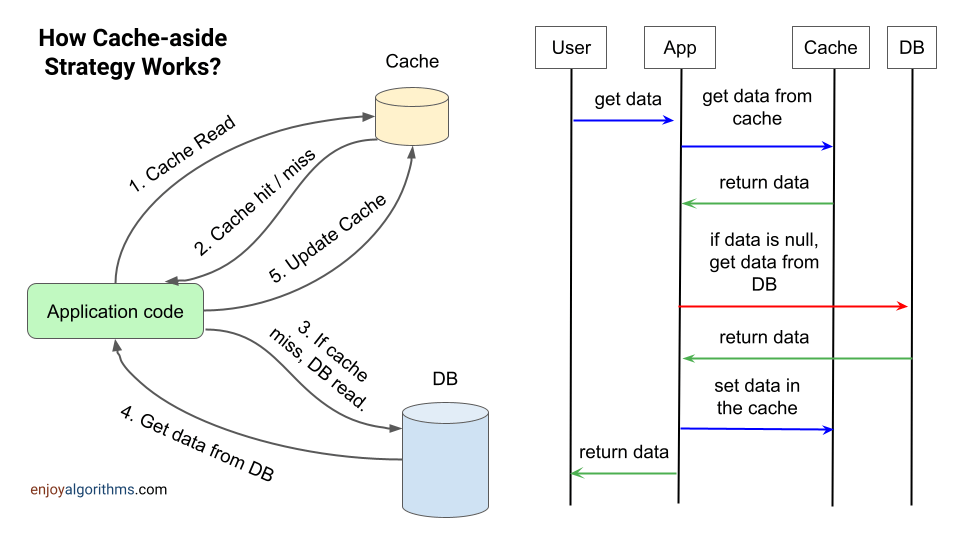 How Cache-aside
Strategy Works?
Cache
1. Cache Read
2. Cache hit / miss
5. Update Cache
Application code
3. If cache
miss, DB read.
DB
4. Get data from DB
enjoyalgorithms.com
User
App
Cache
DB
get data
get data from
cache
return data
if data is null,
get data from
DB
return data
set data in
the cache
return data